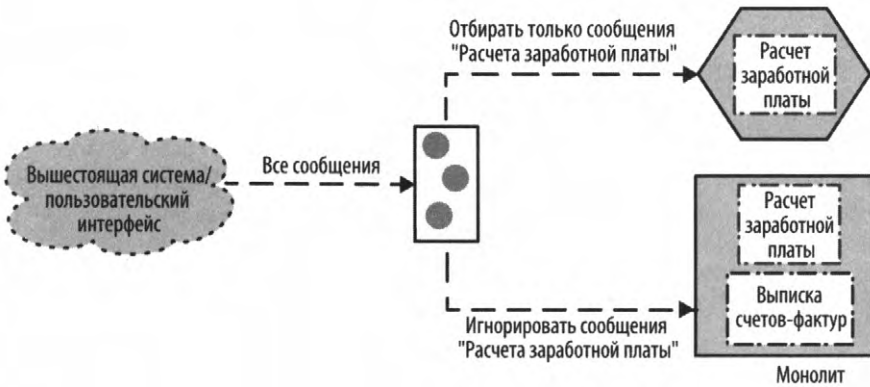 Отбирать только сообщения
"Расчета заработной платы"
Расчет
заработной
платы
Все сообщения
Вышестоящая система/
пользовательский
интерфейс
Расчет
заработной
платы
Выписка
счетов-фактур
Игнорировать сообщения
"Расчета заработной платы"
Монолит